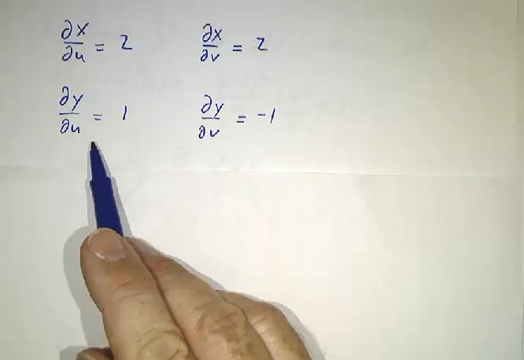 ∂x/∂u = 2 ∂x/∂v = 2
∂y/∂u = 1 ∂y/∂v = -1